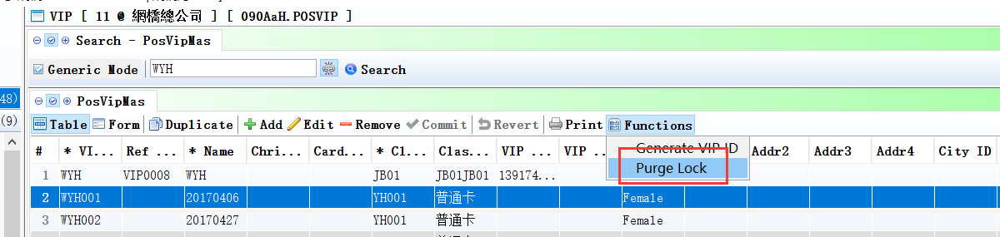 VIP [ 11 @ 網橋總公司 ] [ 090AaH.POSVIP ]
Search - PosVipMas
Generic Mode WYH Search
48) PosVipMas
(9) Table Form Duplicate Add Edit Remove Commit Revert Print Functions
# * VI... Ref ... * Name Chri... Card... * Cl... Clas... VIP ... VIP ... Generate VIP ID Addr2 Addr3 Addr4 City ID
Purge Lock
1 WYH VIP0008 WYH JB01 JB01JB01 139174...
2 WYH001 20170406 YH001 普通卡 Female
3 WYH002 20170427 YH001 普通卡 Female